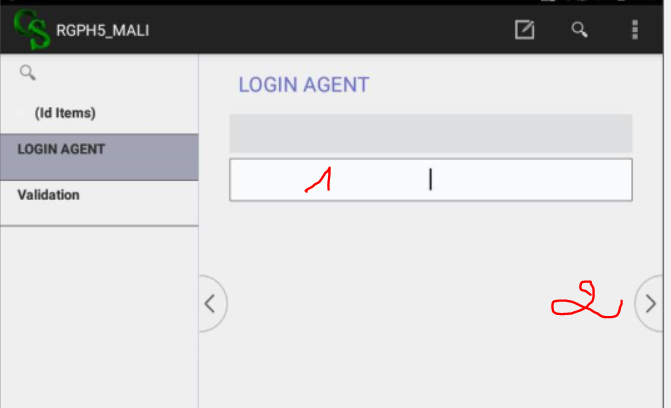 CS RGPH5_MALI
(Id Items)
LOGIN AGENT
Validation
LOGIN AGENT
1
2